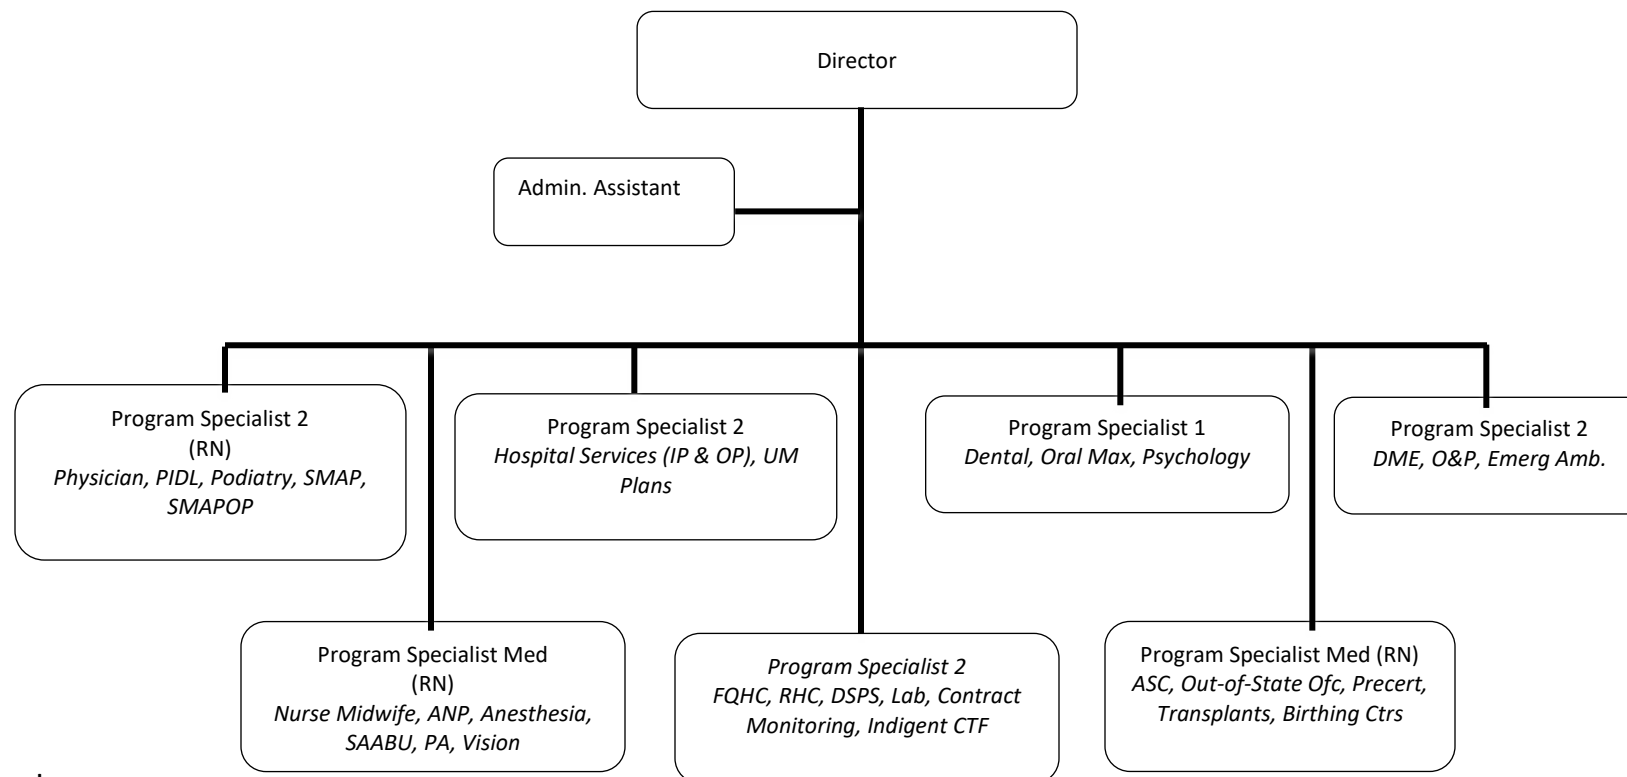 Director
Admin. Assistant
Program Specialist 2
(RN)
Physician, PIDL, Podiatry, SMAP,
SMAPOP
Program Specialist 2
Hospital Services (IP & OP), UM
Plans
Program Specialist 1
Dental, Oral Max, Psychology
Program Specialist 2
DME, O&P, Emerg Amb.
Program Specialist Med
(RN)
Nurse Midwife, ANP, Anesthesia,
SAABU, PA, Vision
Program Specialist 2
FQHC, RHC, DSPS, Lab, Contract
Monitoring, Indigent CTF
Program Specialist Med (RN)
ASC, Out-of-State Ofc, Precert,
Transplants, Birthing Ctrs